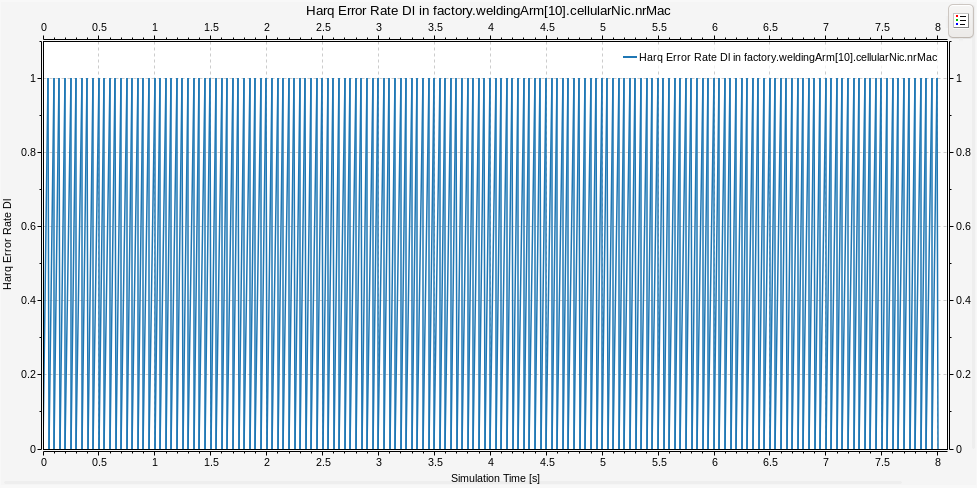 Harq Error Rate Dl in factory.weldingArm[10].cellularNic.nrMac
0 0.5 1 1.5 2 2.5 3 3.5 4 4.5 5 5.5 6 6.5 7 7.5 8
Harq Error Rate Dl in factory.weldingArm[10].cellularNic.nrMac
1 1
0.8 0.8
0.6 0.6
Harq Error Rate Dl
0.4 0.4
0.2 0.2
0 0
0 0.5 1 1.5 2 2.5 3 3.5 4 4.5 5 5.5 6 6.5 7 7.5 8
Simulation Time [s]